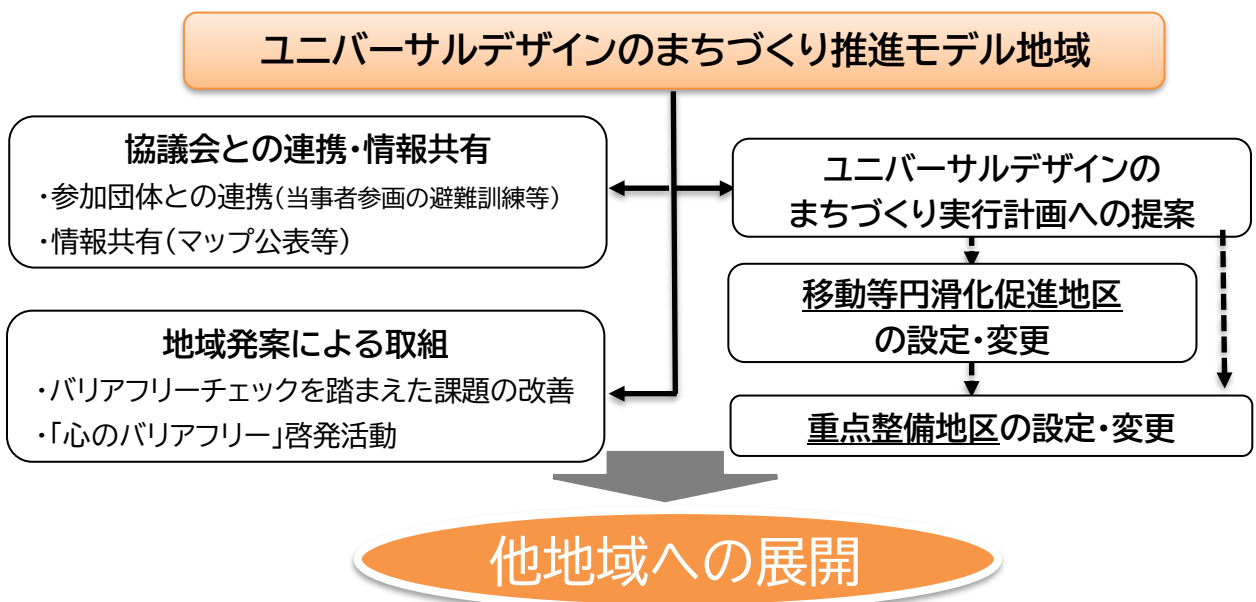 ユニバーサルデザインのまちづくり推進モデル地域
協議会との連携・情報共有
・参加団体との連携(当事者参画の避難訓練等)
・情報共有(マップ公表等)
地域発案による取組
・バリアフリーチェックを踏まえた課題の改善
・「心のバリアフリー」啓発活動
ユニバーサルデザインの
まちづくり実行計画への提案
移動等円滑化促進地区
の設定・変更
重点整備地区の設定・変更
他地域への展開